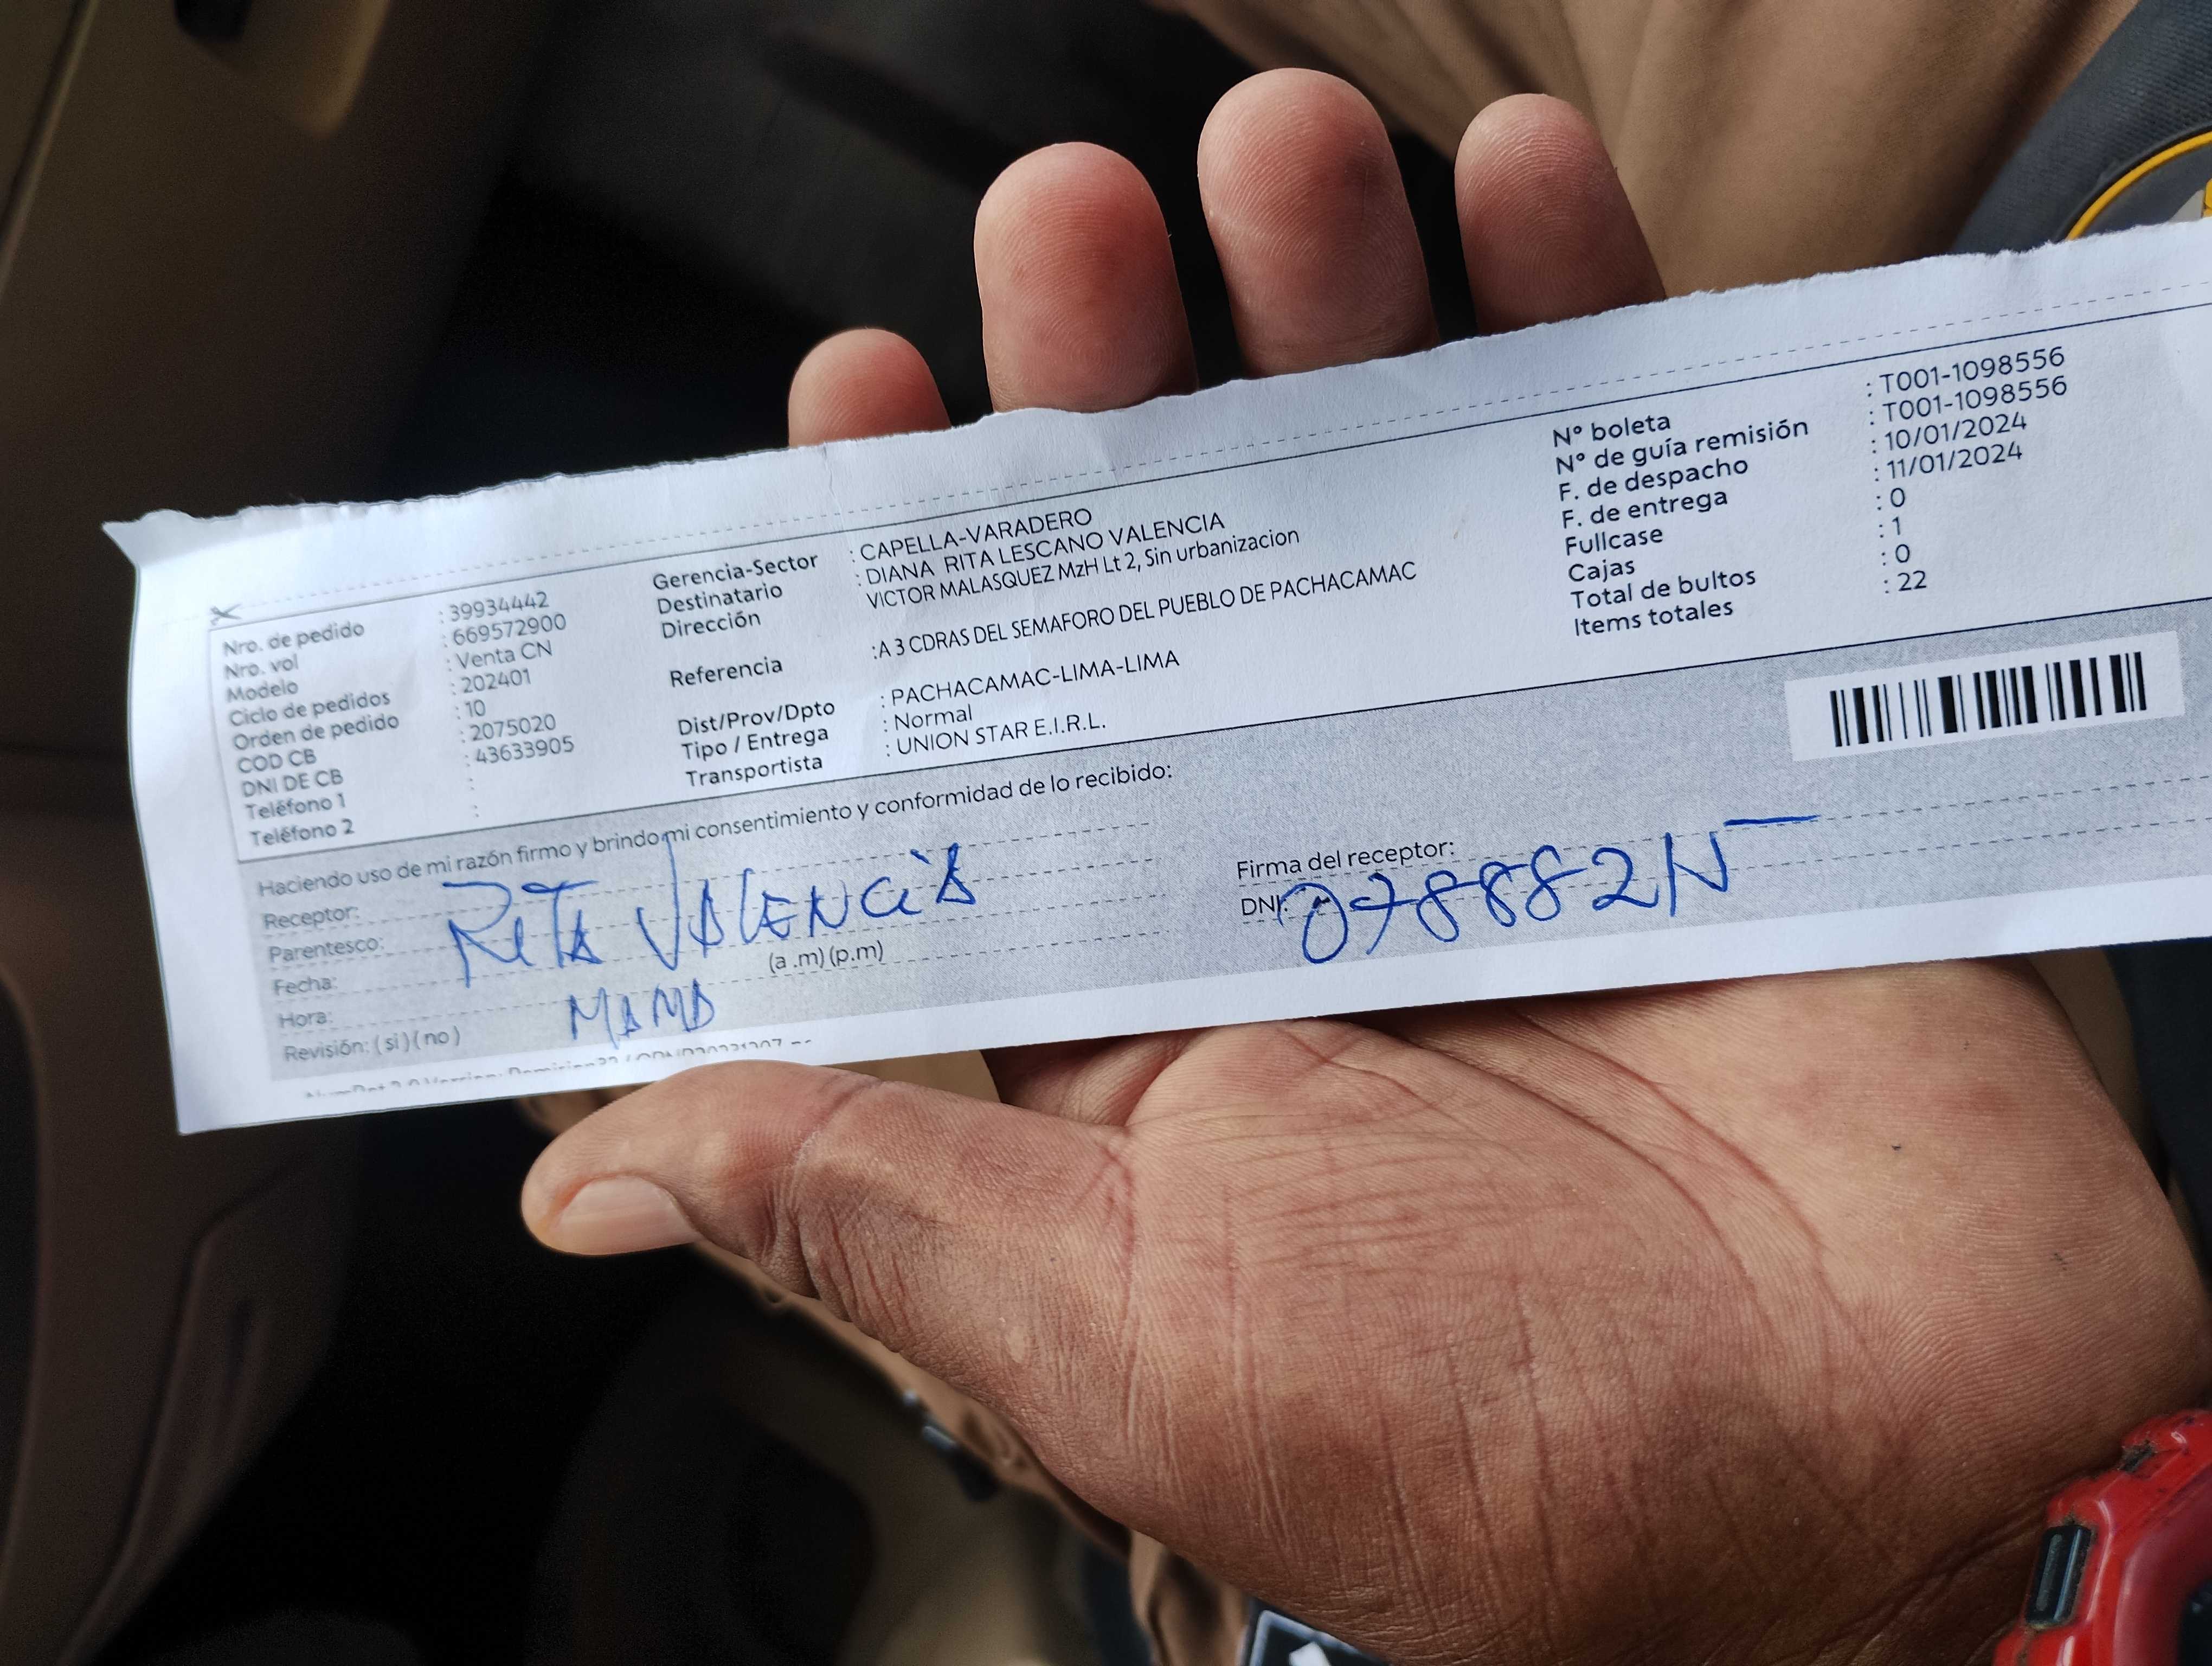 Nro. de pedido : 39934442
Nro. vol : 669572900
Modelo : Venta CN
Ciclo de pedidos : 202401
Orden de pedido : 10
COD CB : 2075020
DNI DE CB : 43633905
Teléfono 1 :
Teléfono 2 :
Gerencia-Sector : CAPELLA-VARADERO
Destinatario : DIANA RITA LESCANO VALENCIA
Dirección VICTOR MALASQUEZ MzH Lt 2, Sin urbanizacion
Referencia :A 3 CDRAS DEL SEMAFORO DEL PUEBLO DE PACHACAMAC
Dist/Prov/Dpto : PACHACAMAC-LIMA-LIMA
Tipo / Entrega : Normal
Transportista : UNION STAR E.I.R.L.
N° boleta : T001-1098556
N° de guía remisión : T001-1098556
F. de despacho : 10/01/2024
F. de entrega : 11/01/2024
Fullcase : 0
Cajas : 1
Total de bultos : 0
Items totales : 22
Haciendo uso de mi razón firmo y brindo mi consentimiento y conformidad de lo recibido:
Receptor: RITA VALENCIA
Parentesco:
Fecha: (a .m) (p.m)
Hora: MAMA
Revisión: ( si ) ( no )
Firma del receptor:
DNI: